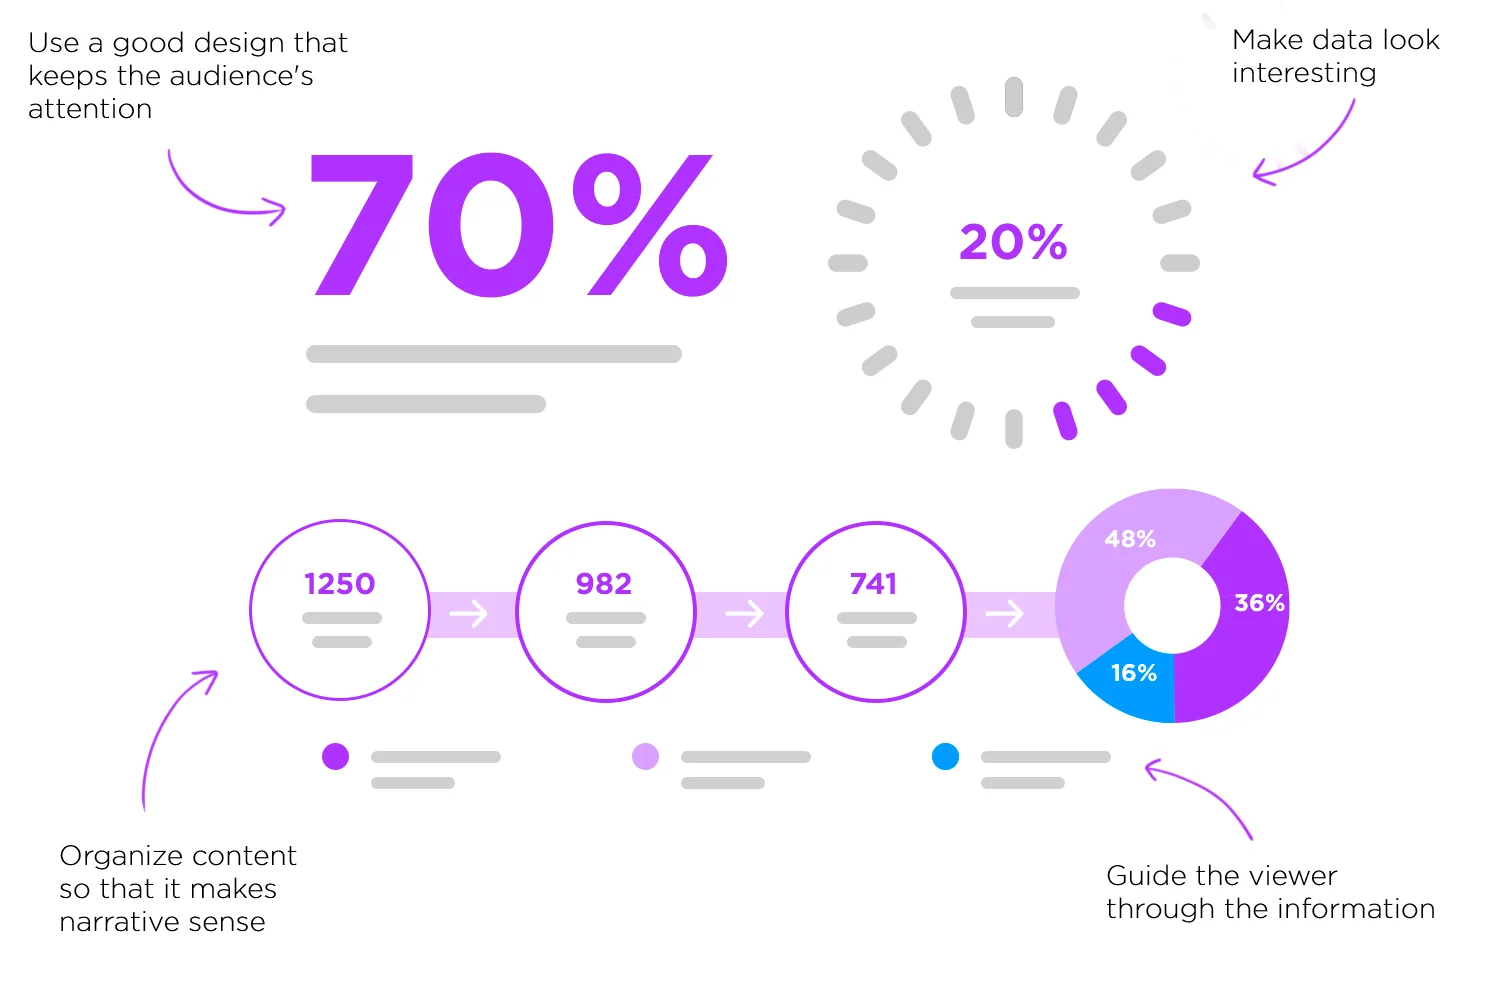 Use a good design that
keeps the audience's
attention
Make data look
interesting
70%
20%
1250
982
741
48%
36%
16%
Organize content
so that it makes
narrative sense
Guide the viewer
through the information